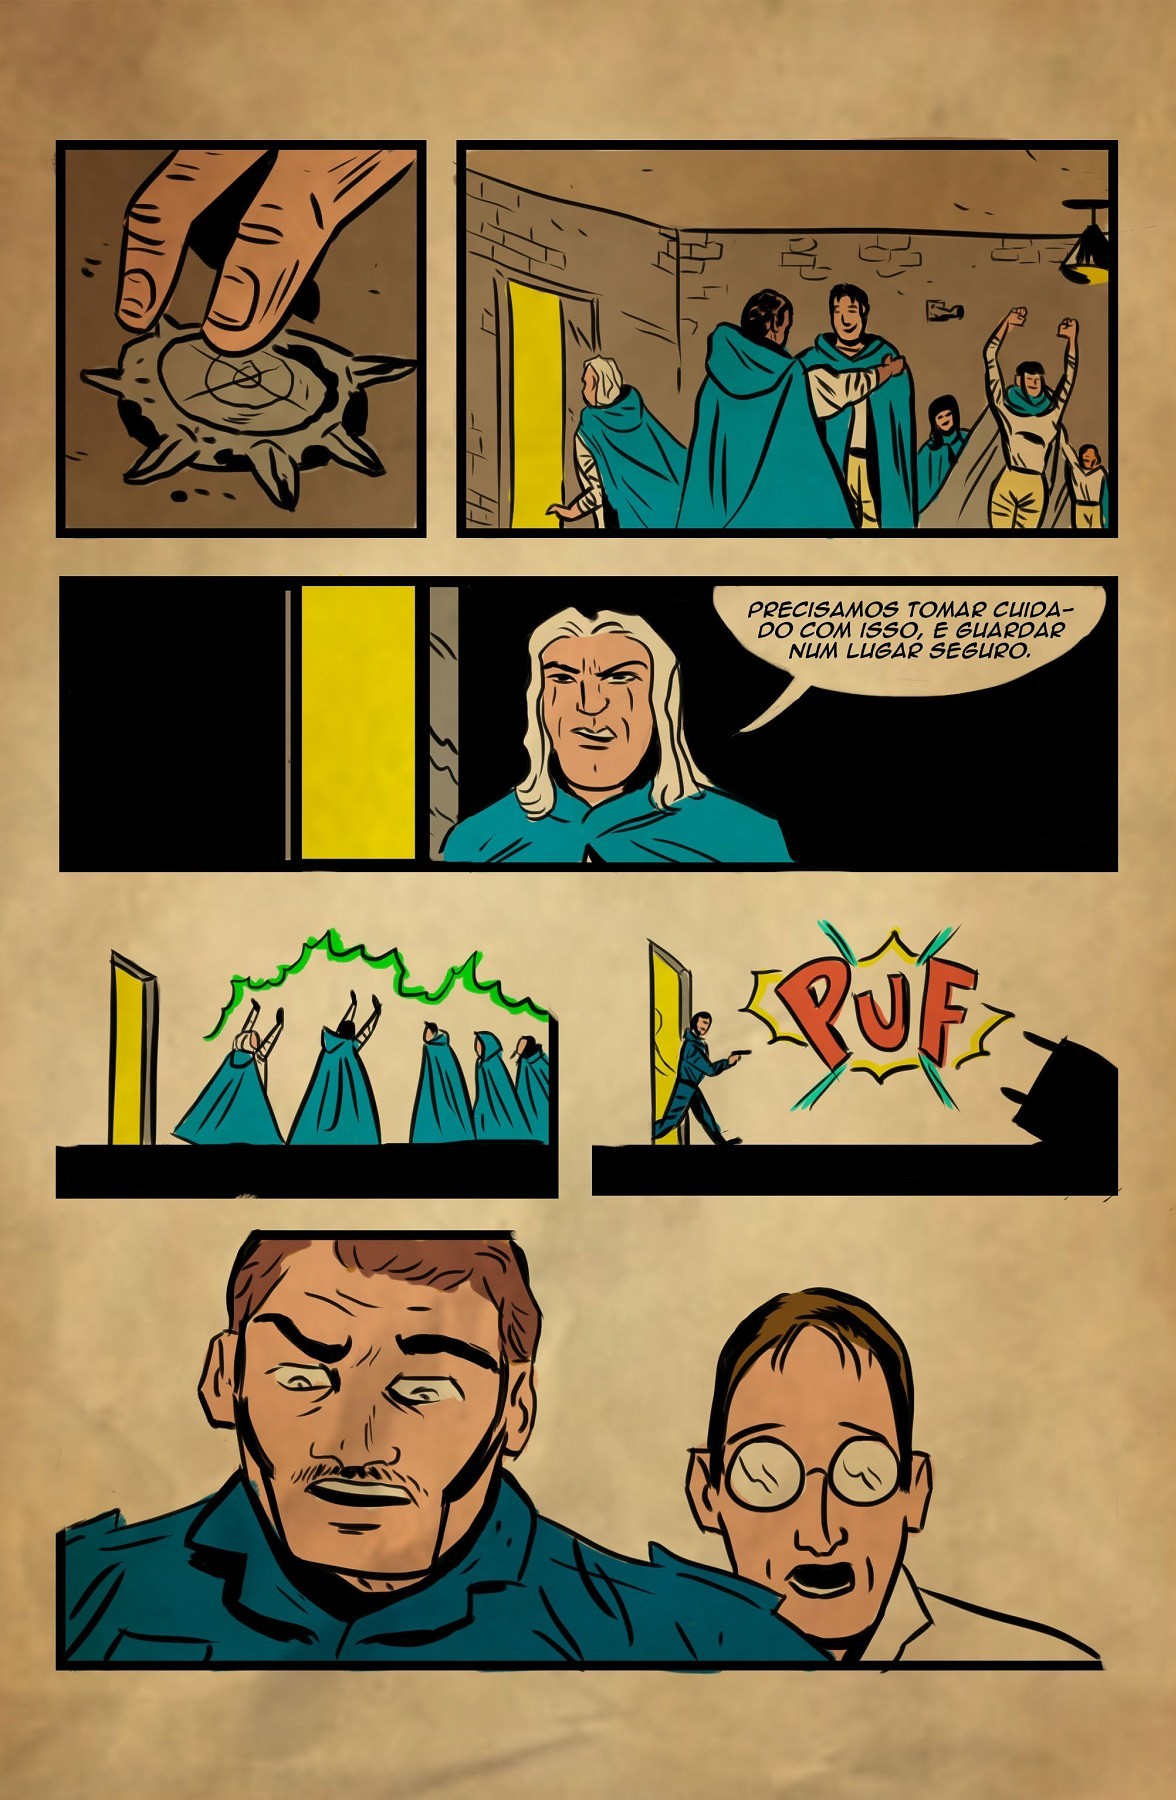 PRECISAMOS TOMAR CUIDA-
DO COM ISSO, E GUARDAR
NUM LUGAR SEGURO.
PUF